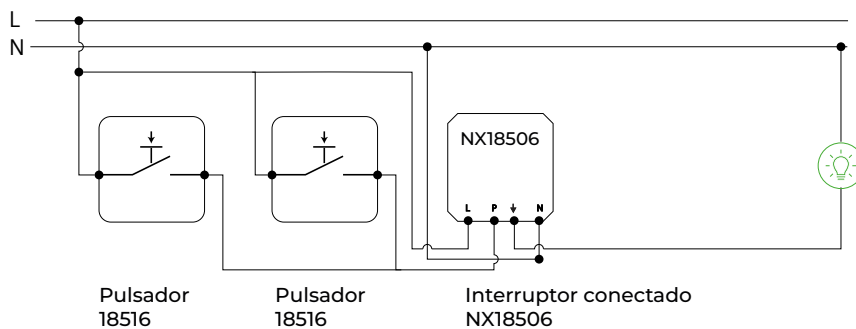 L
N
NX18506
L P N
Pulsador
18516
Pulsador
18516
Interruptor conectado
NX18506